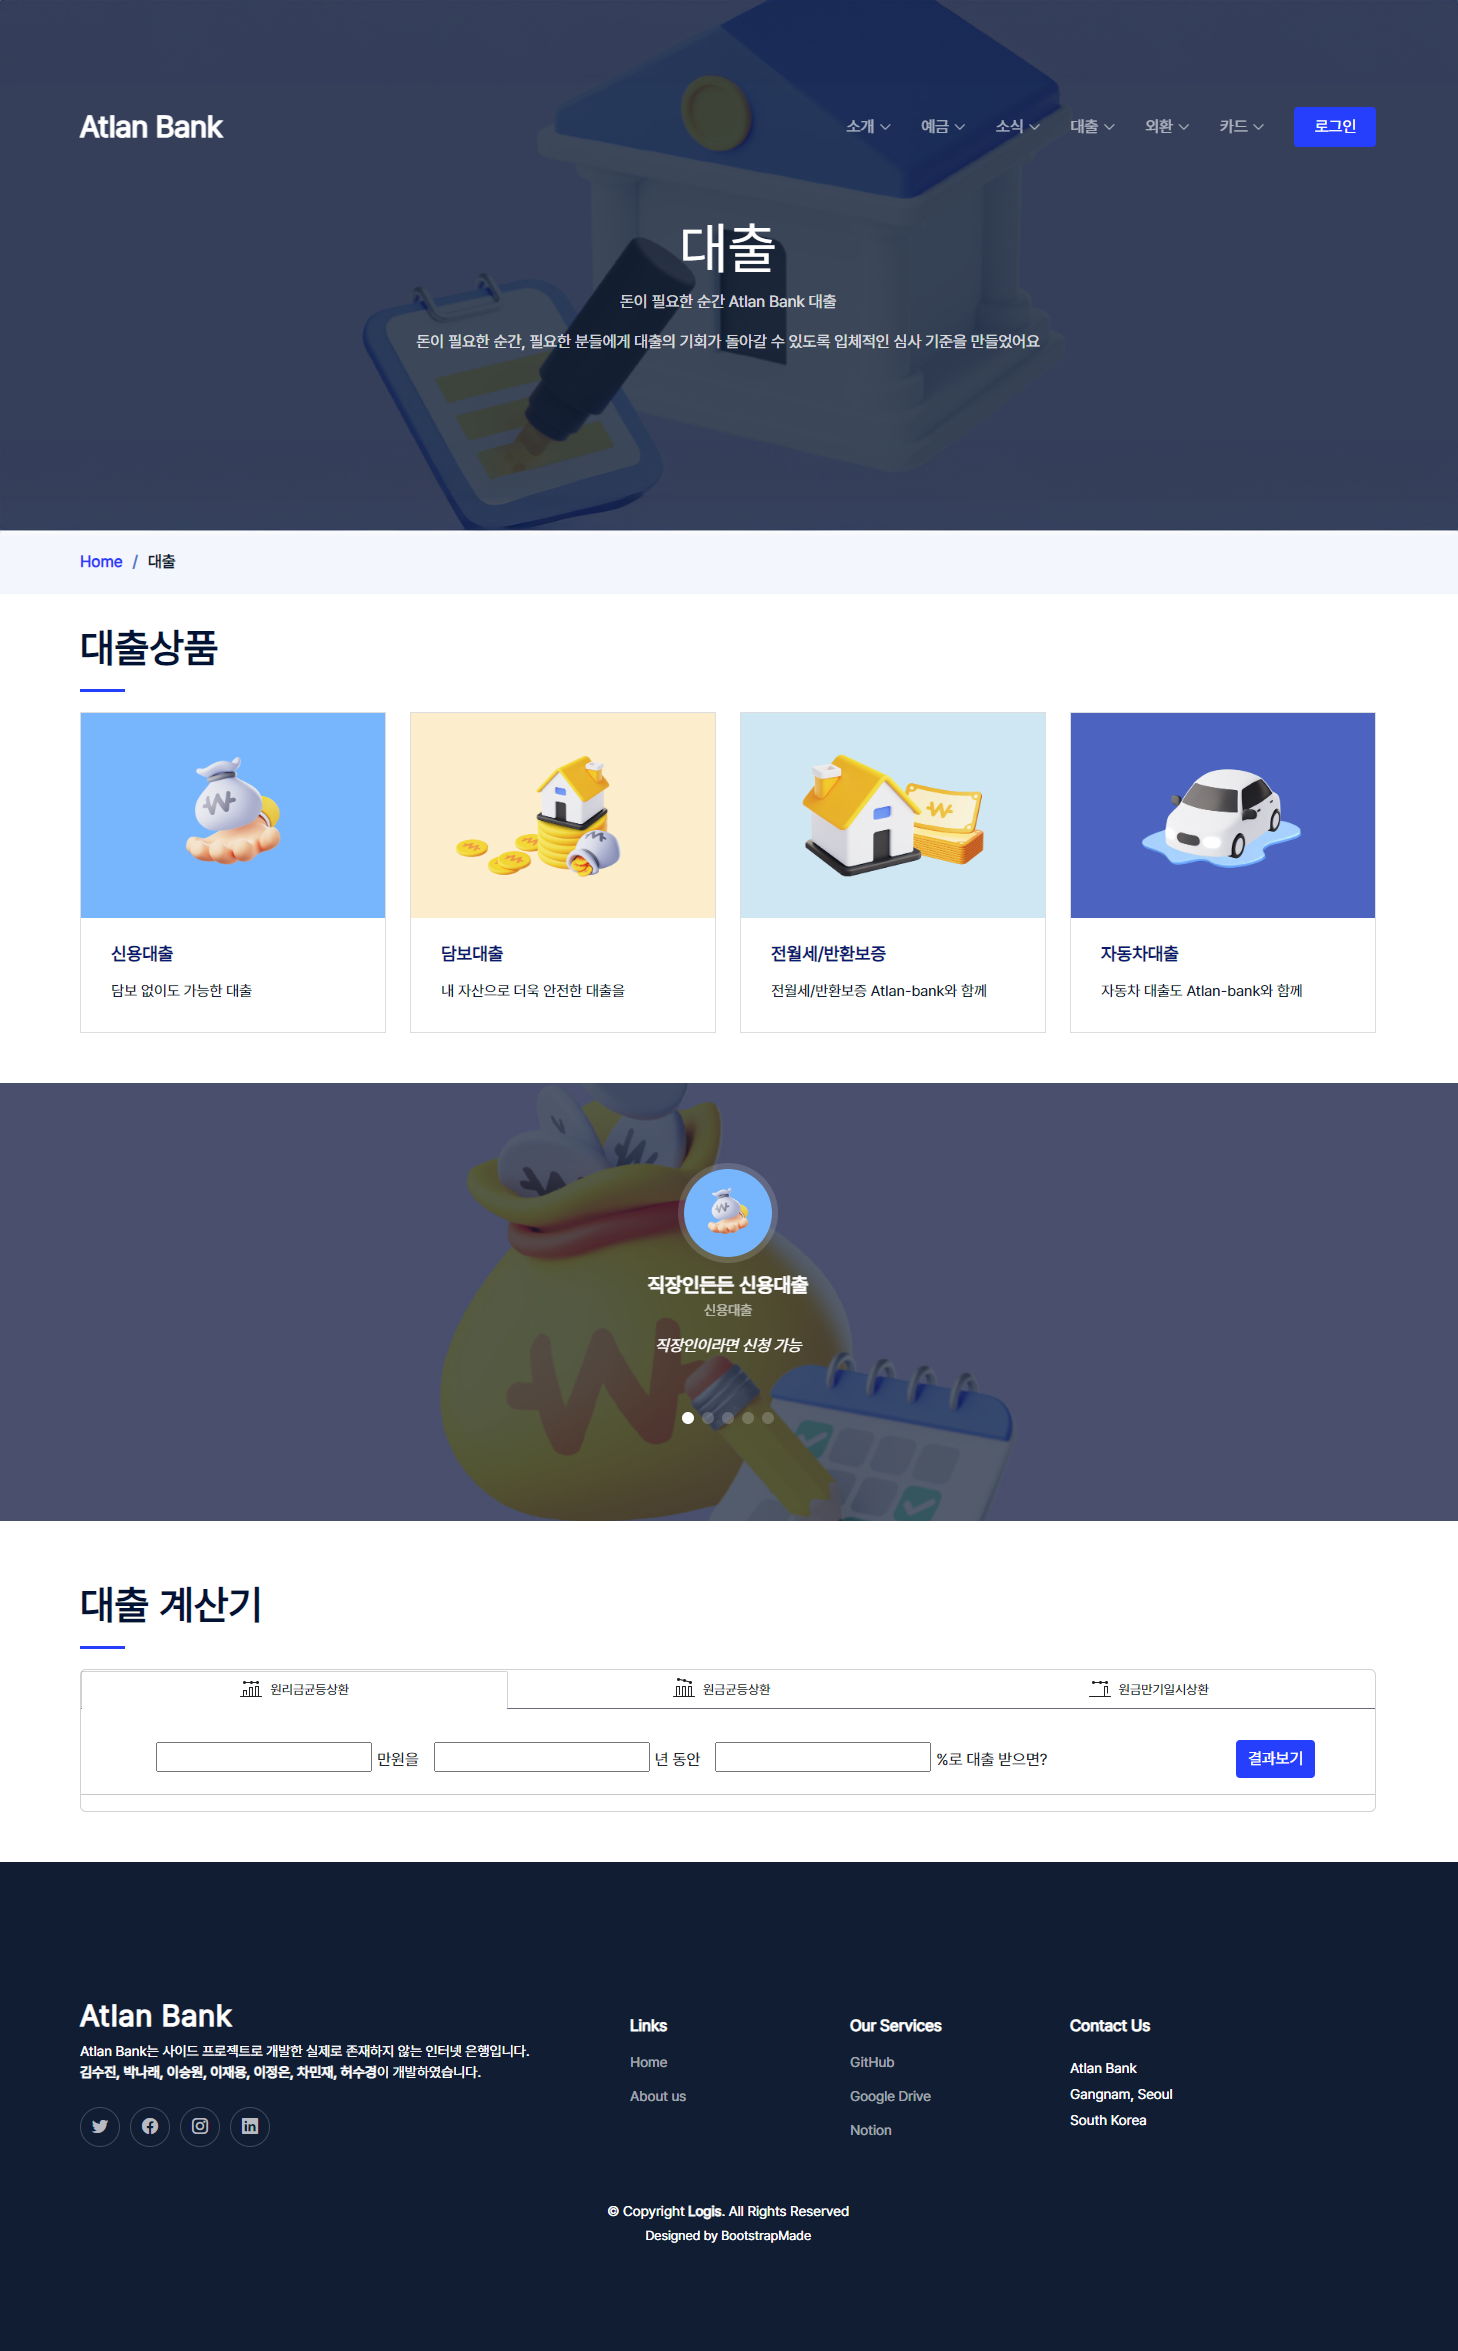 Atlan Bank
소개 예금 소식 대출 외환 카드 로그인
대출
돈이 필요한 순간 Atlan Bank 대출
돈이 필요한 순간, 필요한 분들에게 대출의 기회가 돌아갈 수 있도록 입체적인 심사 기준을 만들었어요
Home / 대출
대출상품
신용대출
담보 없이도 가능한 대출
담보대출
내 자산으로 더욱 안전한 대출을
전월세/반환보증
전월세/반환보증 Atlan-bank와 함께
자동차대출
자동차 대출도 Atlan-bank와 함께
직장인든든 신용대출
신용대출
직장인이라면 신청 가능
대출 계산기
원리금균등상환 원금균등상환 원금만기일시상환
만원을 년 동안 %로 대출 받으면? 결과보기
Atlan Bank
Atlan Bank는 사이드 프로젝트로 개발한 실제로 존재하지 않는 인터넷 은행입니다.
김수진, 박나래, 이승원, 이재용, 이정은, 차민재, 허수경이 개발하였습니다.
Links
Home
About us
Our Services
GitHub
Google Drive
Notion
Contact Us
Atlan Bank
Gangnam, Seoul
South Korea
© Copyright Logis. All Rights Reserved
Designed by BootstrapMade